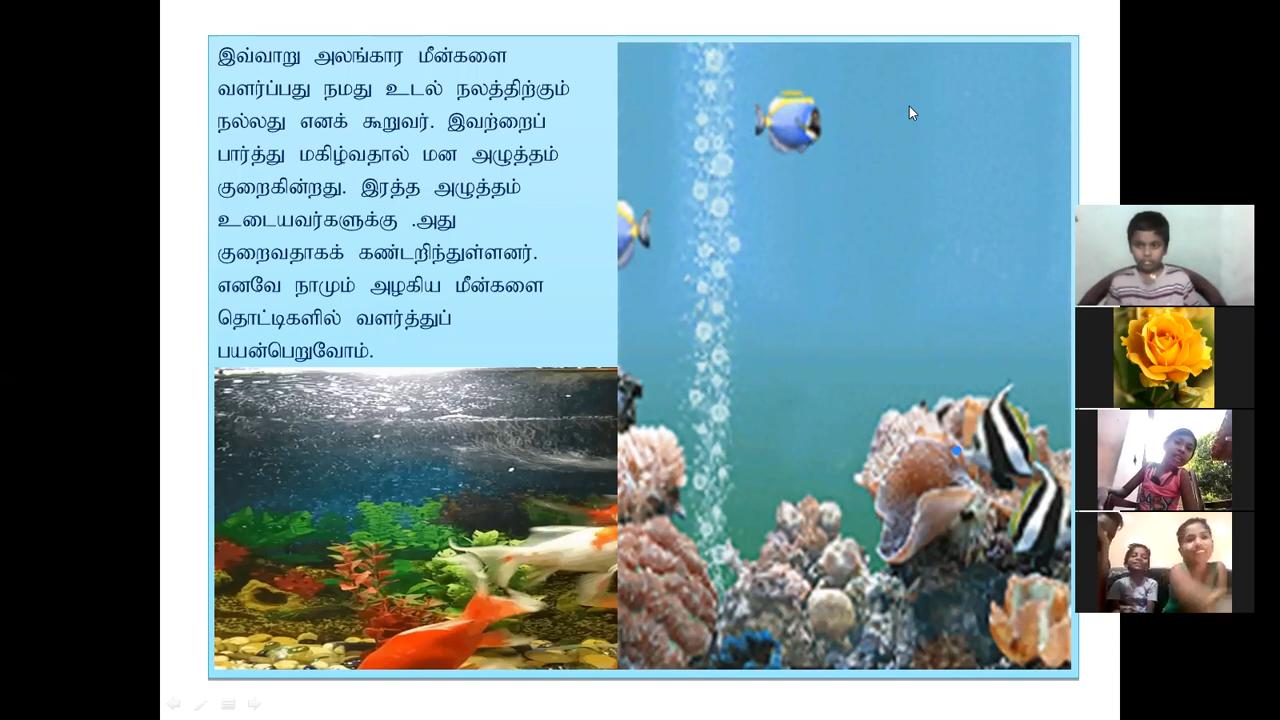 இவ்வாறு அலங்கார மீன்களை
வளர்ப்பது நமது உடல் நலத்திற்கும்
நல்லது எனக் கூறுவர். இவற்றைப்
பார்த்து மகிழ்வதால் மன அழுத்தம்
குறைகின்றது. இரத்த அழுத்தம்
உடையவர்களுக்கு .அது
குறைவதாகக் கண்டறிந்துள்ளனர்.
எனவே நாமும் அழகிய மீன்களை
தொட்டிகளில் வளர்த்துப்
பயன்பெறுவோம்.